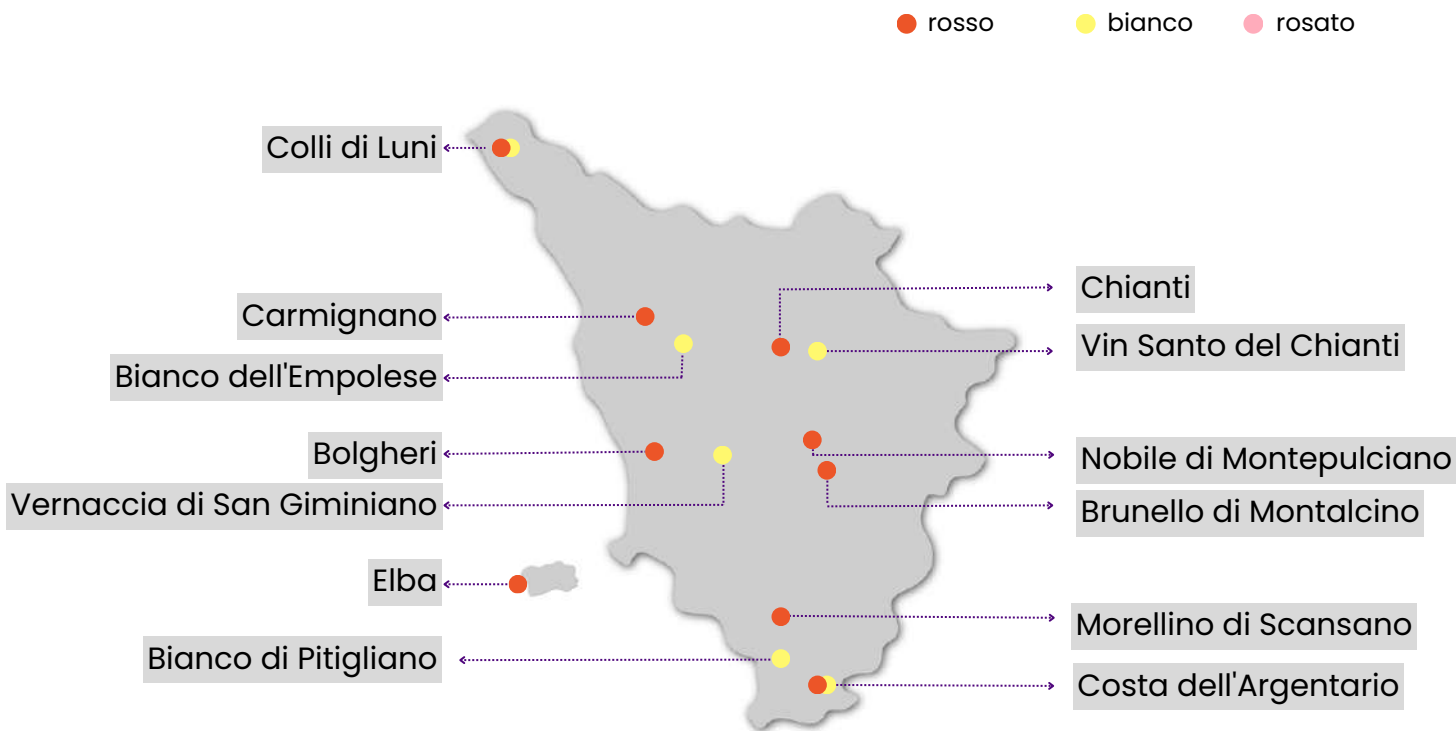 rosso
bianco
rosato
Colli di Luni
Carmignano
Bianco dell'Empolese
Bolgheri
Vernaccia di San Giminiano
Elba
Bianco di Pitigliano
Chianti
Vin Santo del Chianti
Nobile di Montepulciano
Brunello di Montalcino
Morellino di Scansano
Costa dell'Argentario